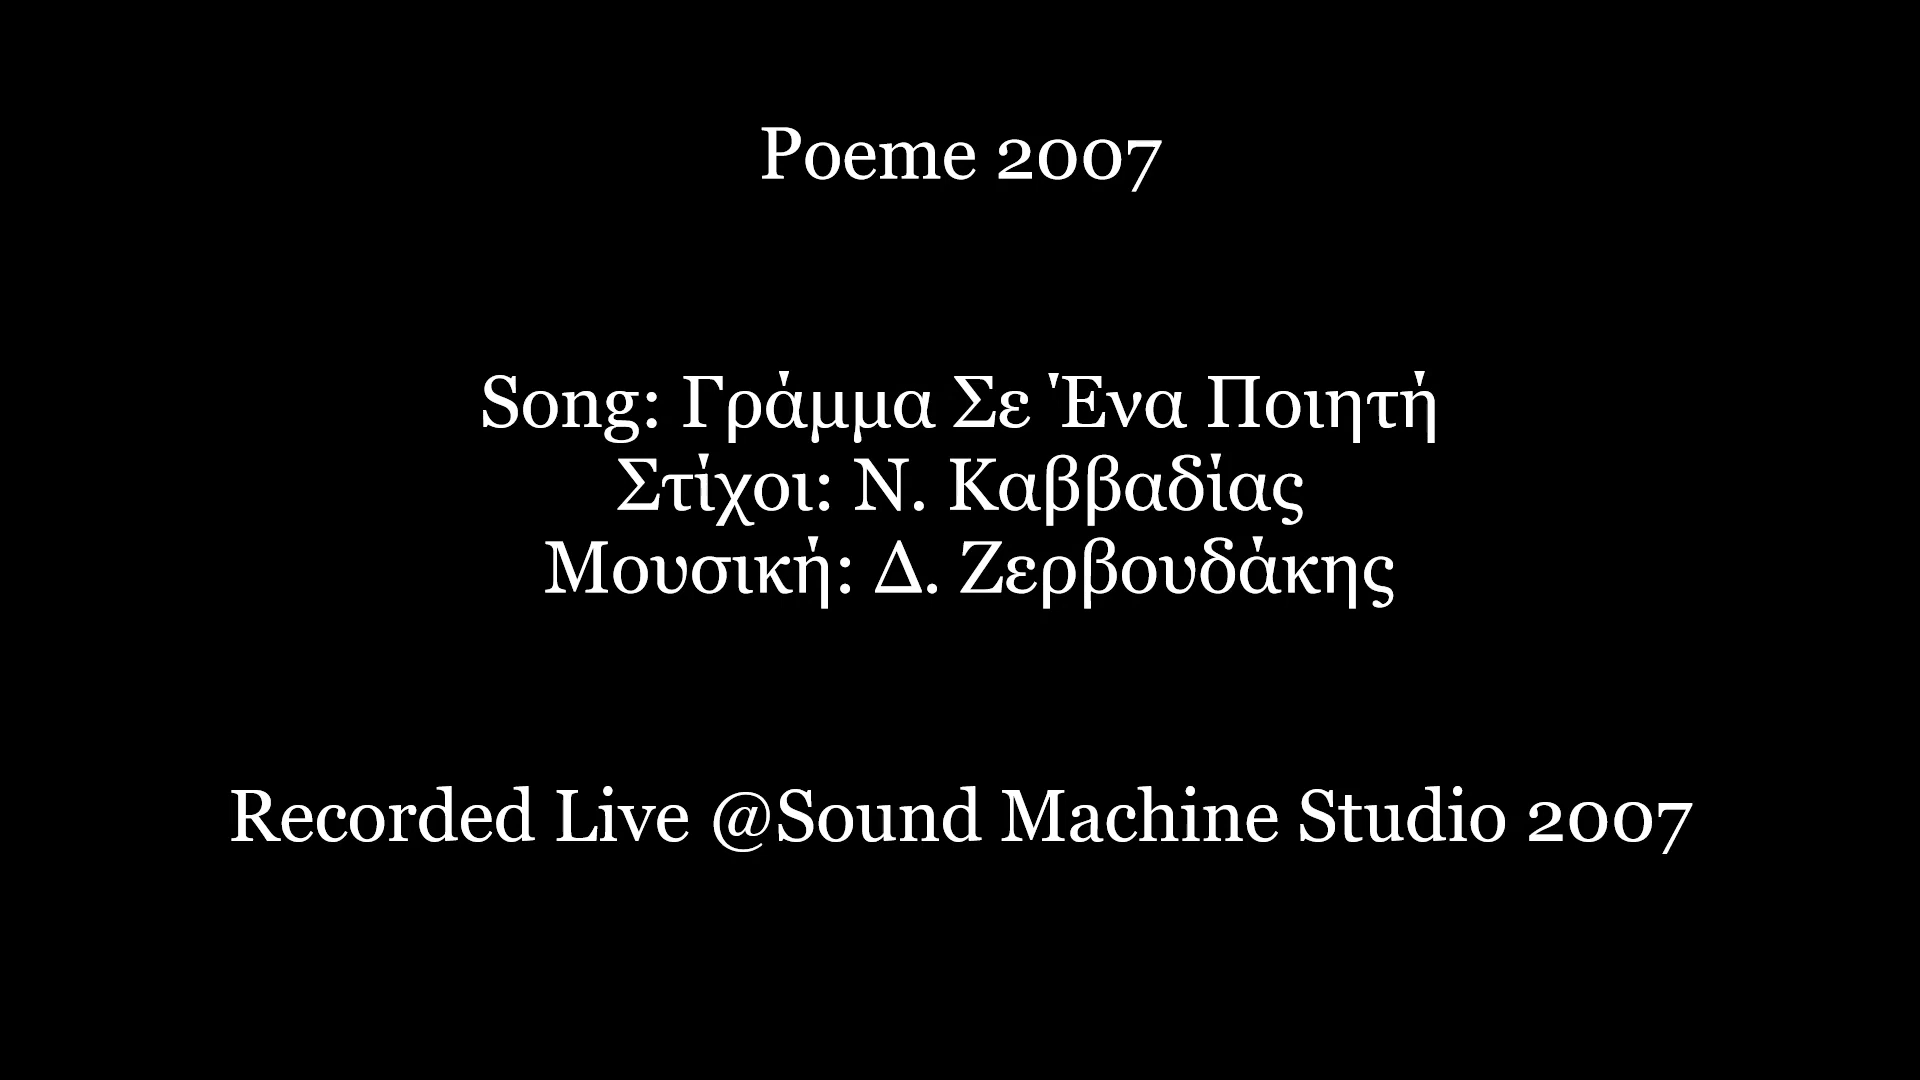 Poeme 2007
Song: Γράμμα Σε Ένα Ποιητή
Στίχοι: Ν. Καββαδίας
Μουσική: Δ. Ζερβουδάκης
Recorded Live @Sound Machine Studio 2007